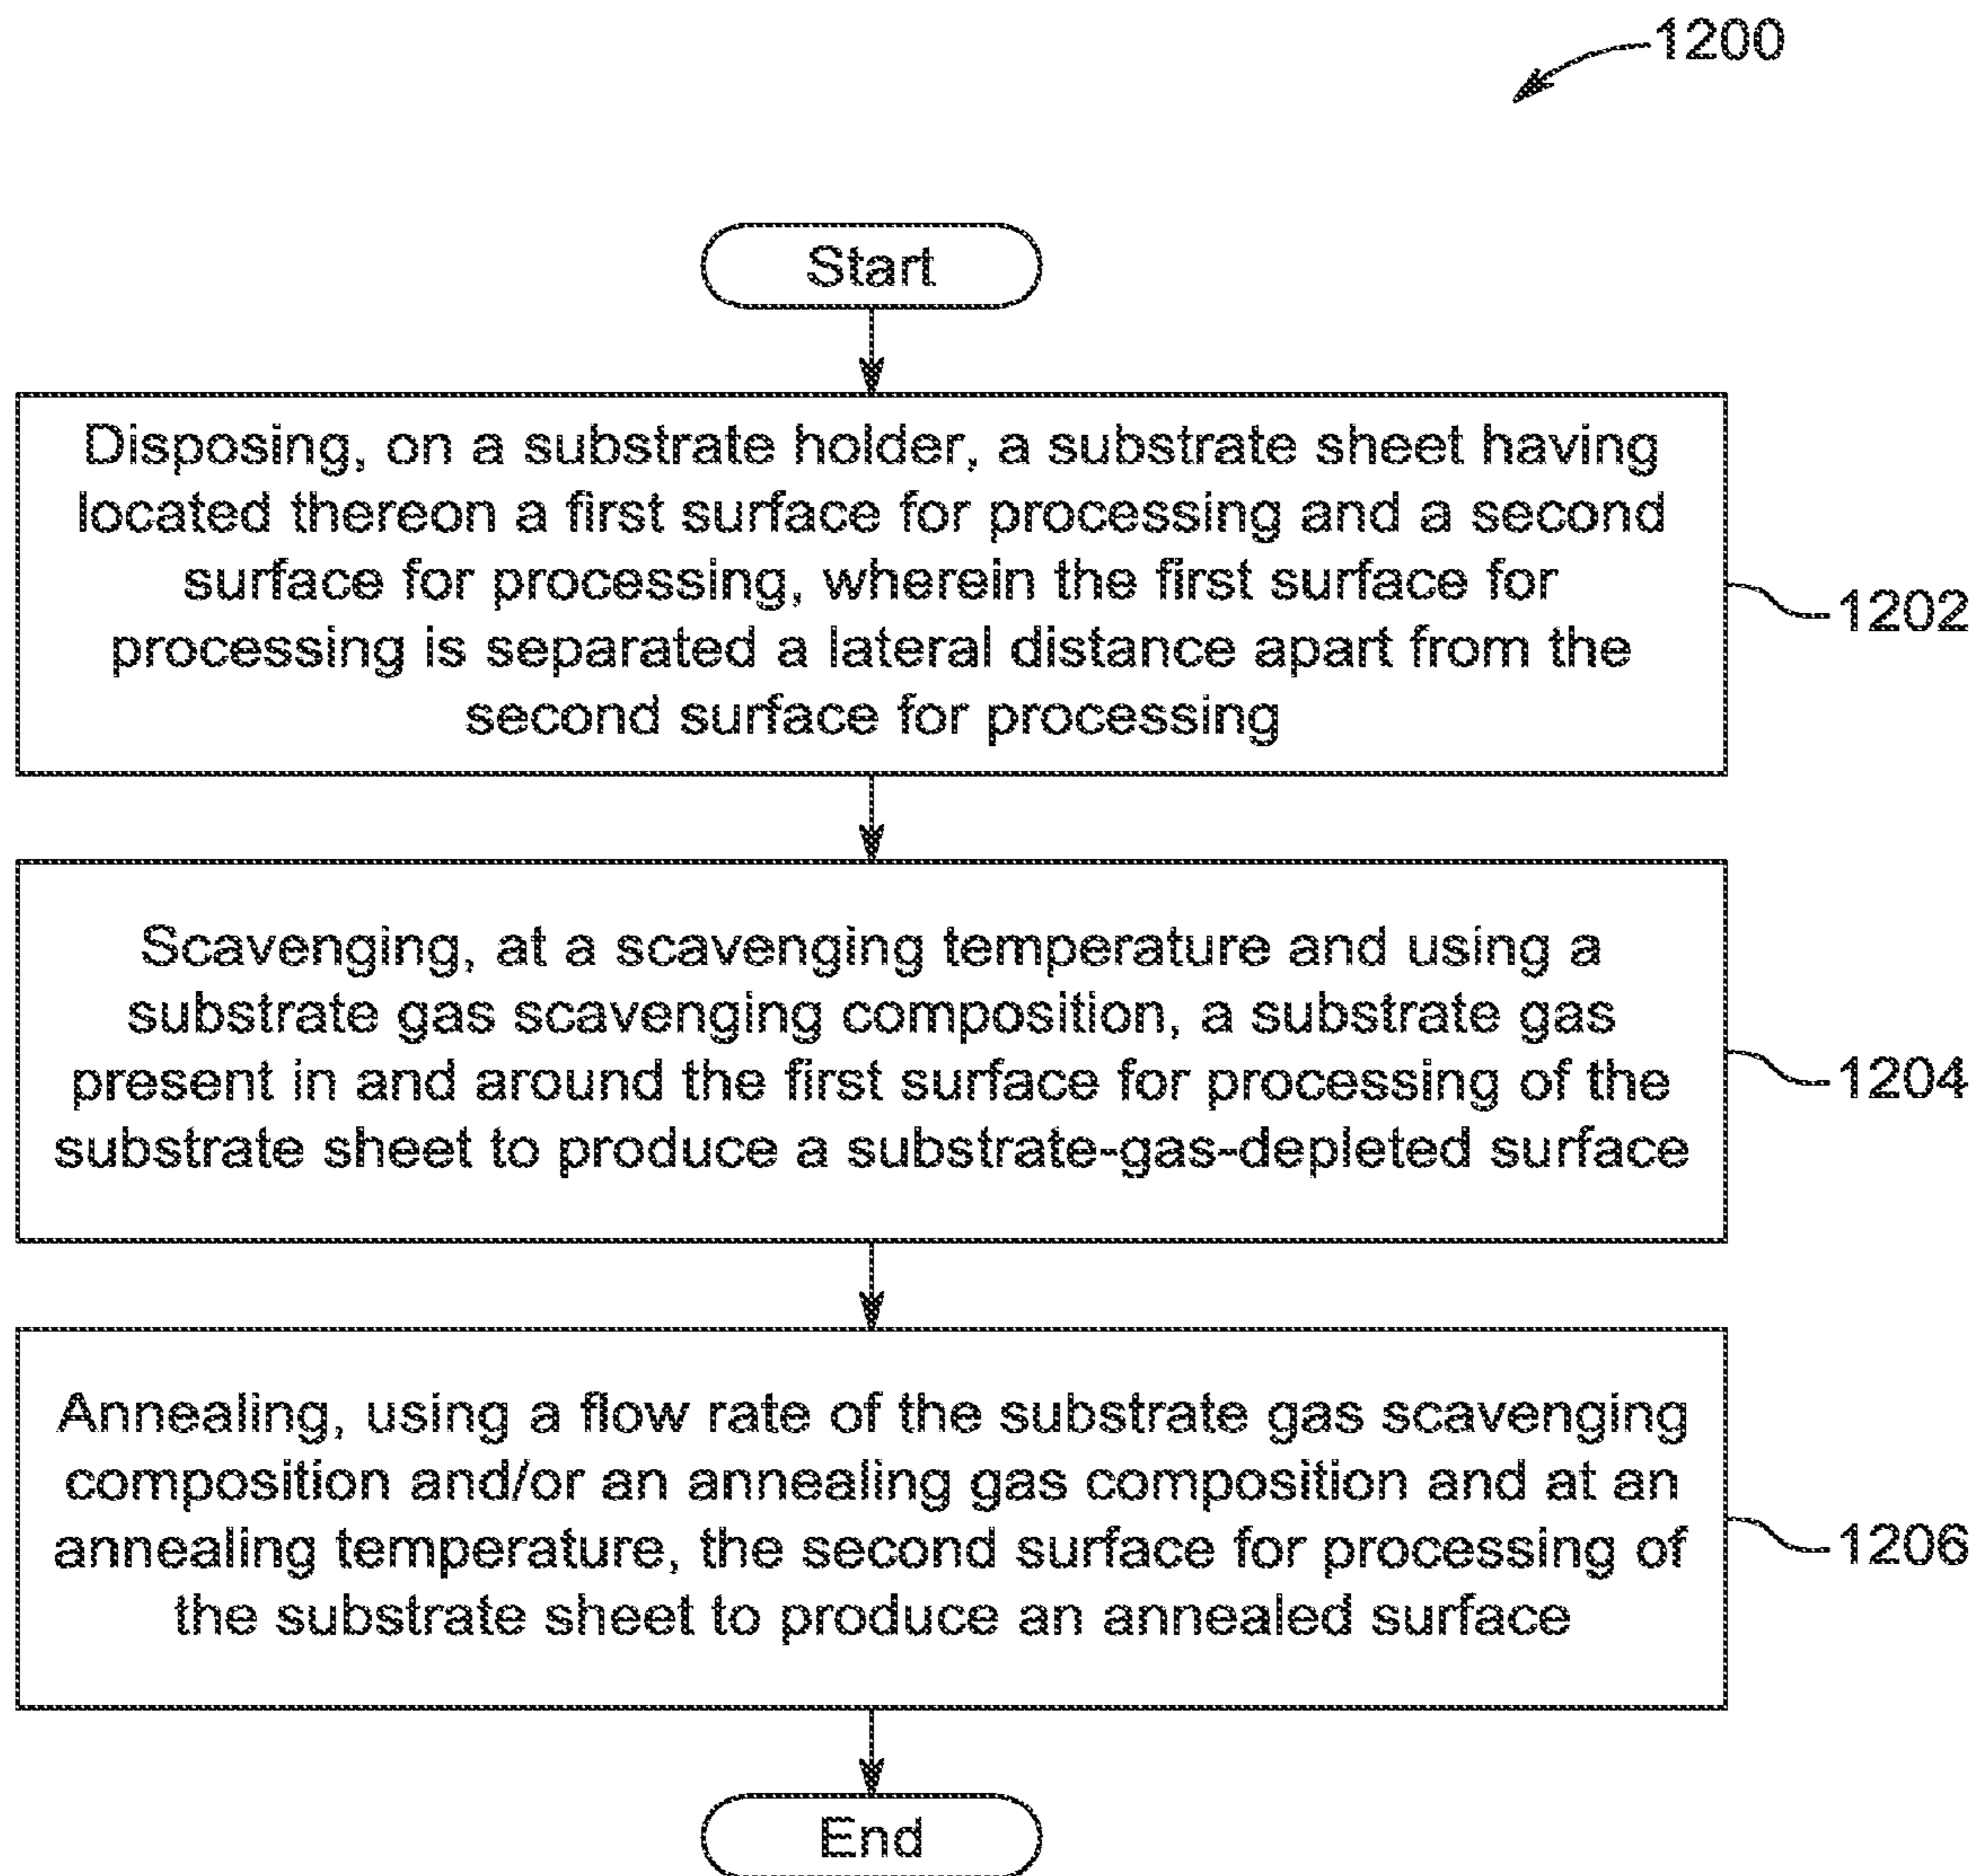 1200
Start
Disposing, on a substrate holder, a substrate sheet having
located thereon a first surface for processing and a second
surface for processing, wherein the first surface for
processing is separated a lateral distance apart from the
second surface for processing
1202
Scavenging, at a scavenging temperature and using a
substrate gas scavenging composition, a substrate gas
present in and around the first surface for processing of the
substrate sheet to produce a substrate-gas-depleted surface
1204
Annealing, using a flow rate of the substrate gas scavenging
composition and/or an annealing gas composition and at an
annealing temperature, the second surface for processing of
the substrate sheet to produce an annealed surface
1206
End